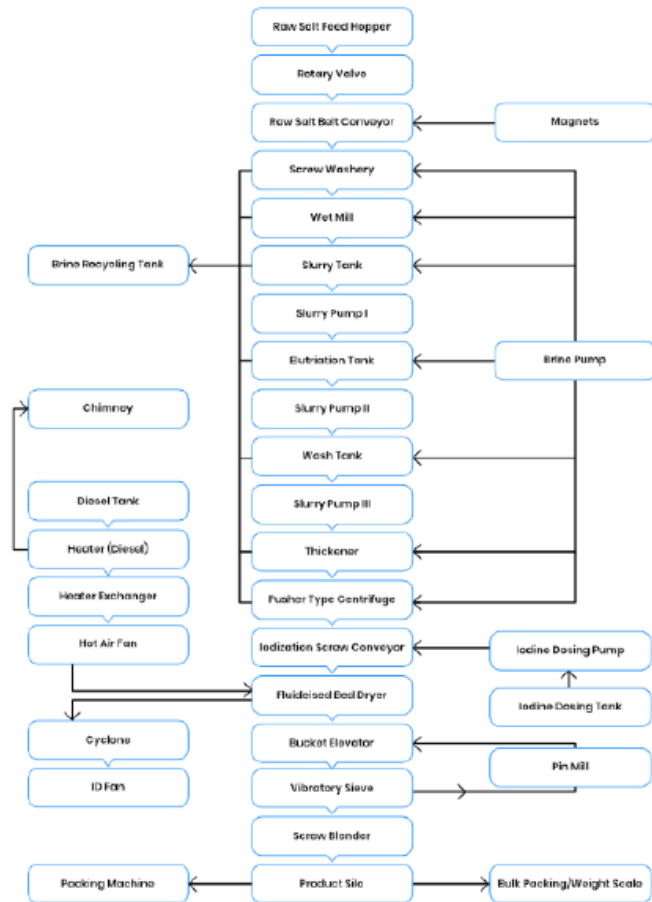 Raw Salt Feed Hopper
Rotary Valve
Raw Salt Belt Conveyor
Magnets
Screw Washery
Wet Mill
Brine Recycling Tank
Slurry Tank
Slurry Pump I
Elutriation Tank
Brine Pump
Chimney
Slurry Pump II
Wash Tank
Diesel Tank
Slurry Pump III
Heater (Diesel)
Thickener
Heater Exchanger
Pusher Type Centrifuge
Hot Air Fan
Iodization Screw Conveyor
Iodine Dosing Pump
Fluideised Bed Dryer
Iodine Dosing Tank
Cyclone
Bucket Elevator
Pin Mill
ID Fan
Vibratory Sieve
Screw Blender
Packing Machine
Product Silo
Bulk Packing/Weight Scale